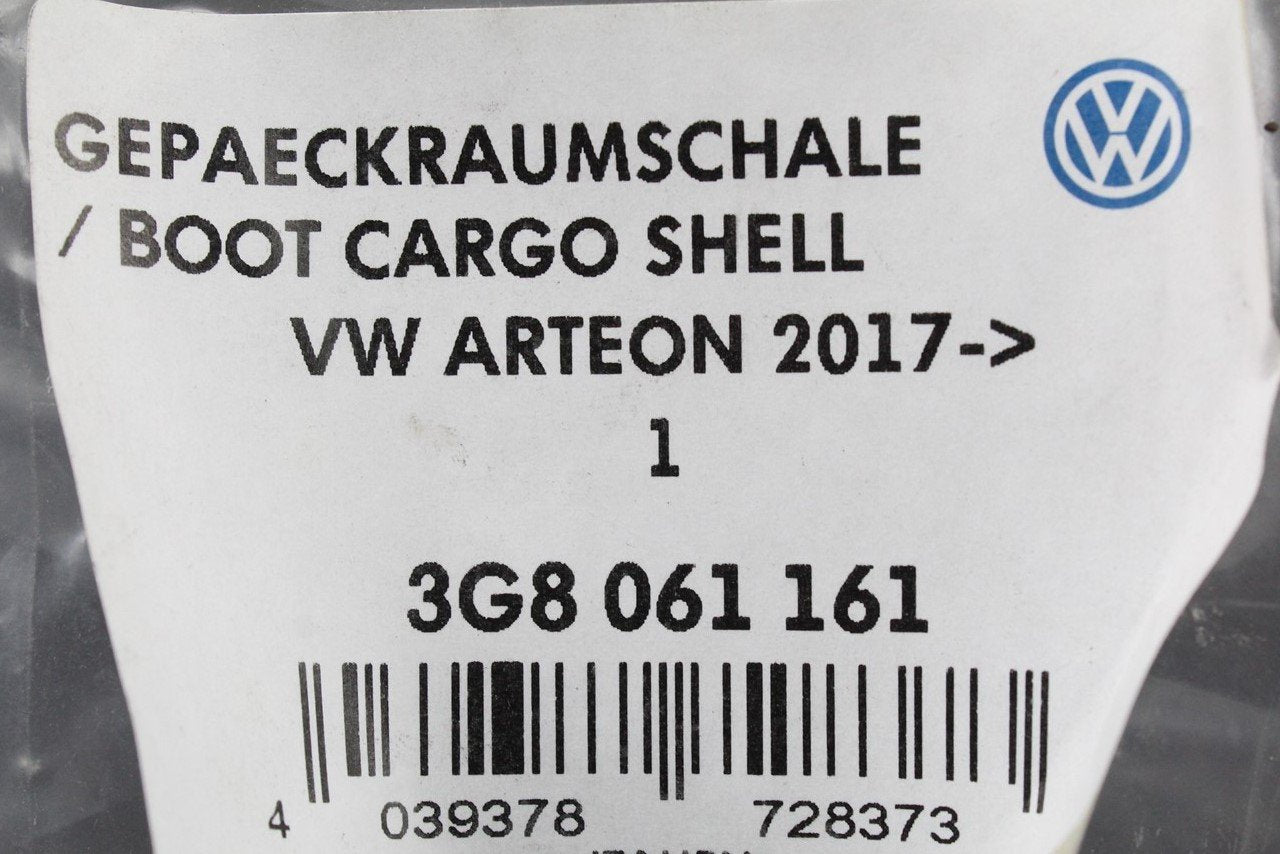 GEPAECKRAUMSCHALE
/ BOOT CARGO SHELL
VW ARTEON 2017->
1
3G8 061 161
4 039378 728373